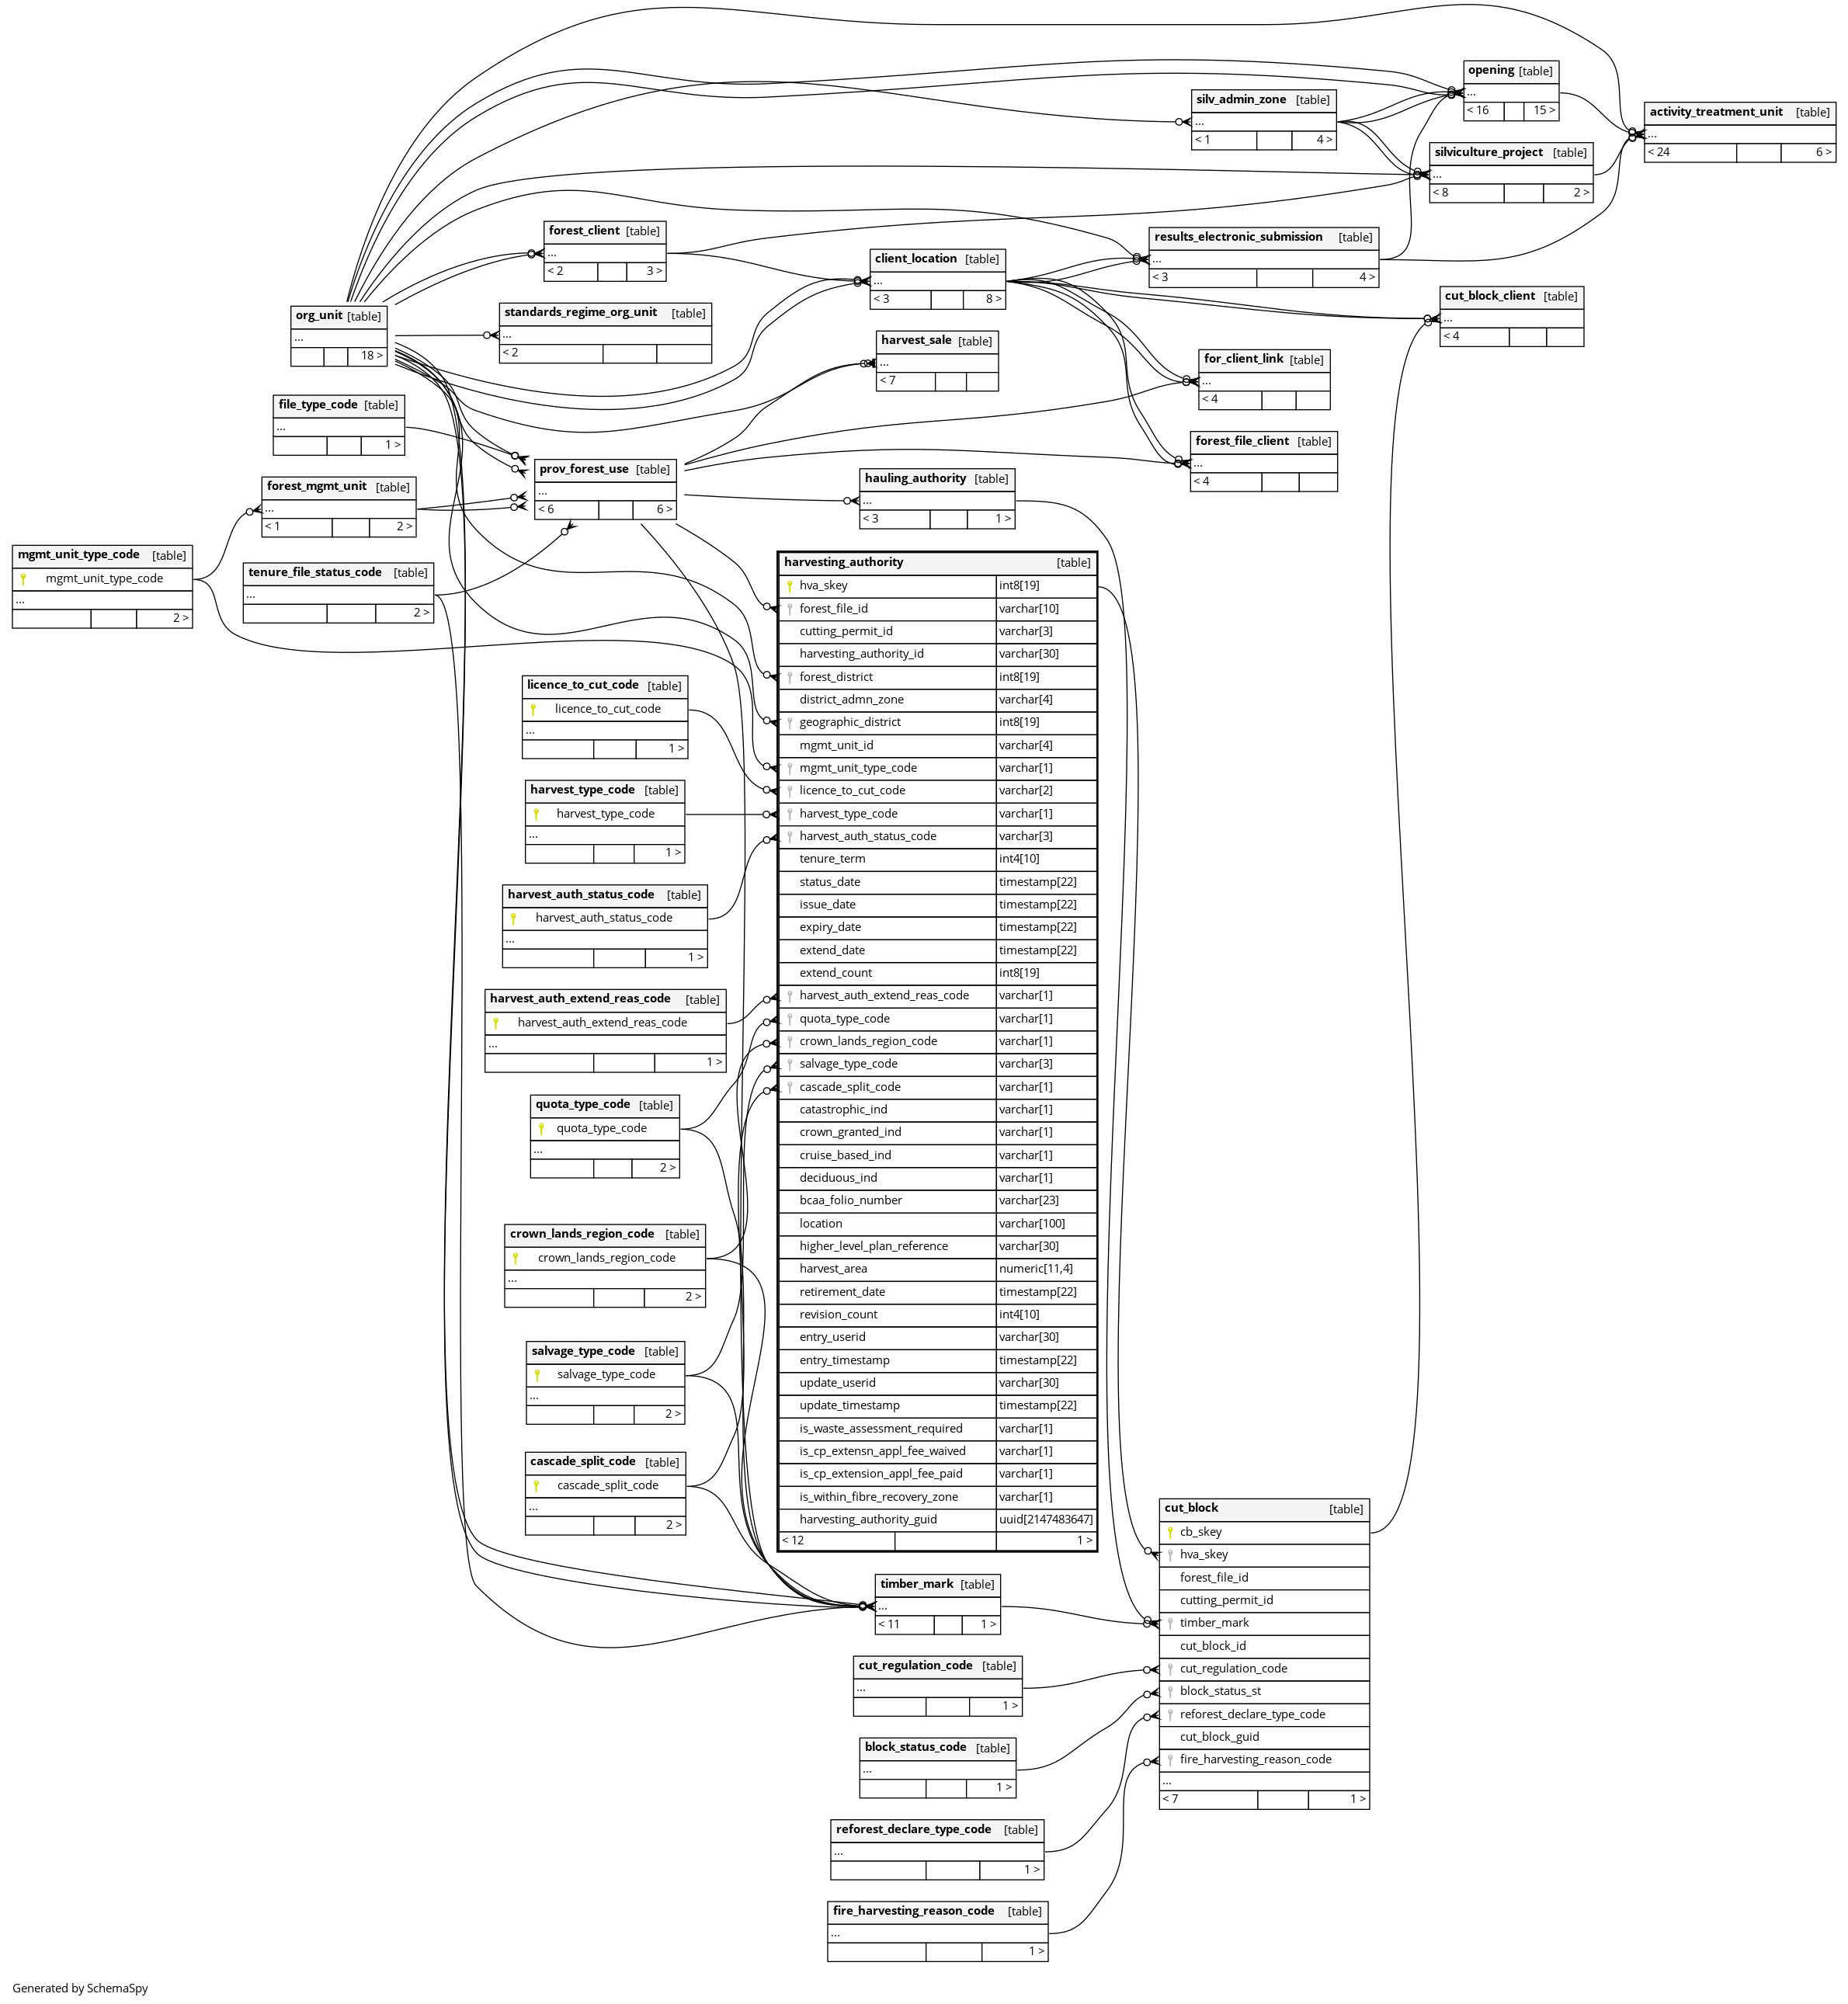 opening [table]
...
< 16 15 >
silv_admin_zone [table]
...
< 1 4 >
activity_treatment_unit [table]
...
< 24 6 >
silviculture_project [table]
...
< 8 2 >
forest_client [table]
...
< 2 3 >
results_electronic_submission [table]
...
< 3 4 >
client_location [table]
...
< 3 8 >
cut_block_client [table]
...
< 4
org_unit [table]
...
18 >
standards_regime_org_unit [table]
...
< 2
harvest_sale [table]
...
< 7
for_client_link [table]
...
< 4
file_type_code [table]
...
1 >
forest_file_client [table]
...
< 4
prov_forest_use [table]
...
< 6 6 >
hauling_authority [table]
...
< 3 1 >
forest_mgmt_unit [table]
...
< 1 2 >
mgmt_unit_type_code [table]
mgmt_unit_type_code
...
2 >
tenure_file_status_code [table]
...
2 >
harvesting_authority [table]
hva_skey int8[19]
forest_file_id varchar[10]
cutting_permit_id varchar[3]
harvesting_authority_id varchar[30]
forest_district int8[19]
district_admn_zone varchar[4]
geographic_district int8[19]
mgmt_unit_id varchar[4]
mgmt_unit_type_code varchar[1]
licence_to_cut_code varchar[2]
harvest_type_code varchar[1]
harvest_auth_status_code varchar[3]
tenure_term int4[10]
status_date timestamp[22]
issue_date timestamp[22]
expiry_date timestamp[22]
extend_date timestamp[22]
extend_count int8[19]
harvest_auth_extend_reas_code varchar[1]
quota_type_code varchar[1]
crown_lands_region_code varchar[1]
salvage_type_code varchar[3]
cascade_split_code varchar[1]
catastrophic_ind varchar[1]
crown_granted_ind varchar[1]
cruise_based_ind varchar[1]
deciduous_ind varchar[1]
bcaa_folio_number varchar[23]
location varchar[100]
higher_level_plan_reference varchar[30]
harvest_area numeric[11,4]
retirement_date timestamp[22]
revision_count int4[10]
entry_userid varchar[30]
entry_timestamp timestamp[22]
update_userid varchar[30]
update_timestamp timestamp[22]
is_waste_assessment_required varchar[1]
is_cp_extensn_appl_fee_waived varchar[1]
is_cp_extension_appl_fee_paid varchar[1]
is_within_fibre_recovery_zone varchar[1]
harvesting_authority_guid uuid[2147483647]
< 12 1 >
licence_to_cut_code [table]
licence_to_cut_code
...
1 >
harvest_type_code [table]
harvest_type_code
...
1 >
harvest_auth_status_code [table]
harvest_auth_status_code
...
1 >
harvest_auth_extend_reas_code [table]
harvest_auth_extend_reas_code
...
1 >
quota_type_code [table]
quota_type_code
...
2 >
crown_lands_region_code [table]
crown_lands_region_code
...
2 >
salvage_type_code [table]
salvage_type_code
...
2 >
cascade_split_code [table]
cascade_split_code
...
2 >
cut_block [table]
cb_skey
hva_skey
forest_file_id
cutting_permit_id
timber_mark
cut_block_id
cut_regulation_code
block_status_st
reforest_declare_type_code
cut_block_guid
fire_harvesting_reason_code
...
< 7 1 >
timber_mark [table]
...
< 11 1 >
cut_regulation_code [table]
...
1 >
block_status_code [table]
...
1 >
reforest_declare_type_code [table]
...
1 >
fire_harvesting_reason_code [table]
...
1 >
Generated by SchemaSpy